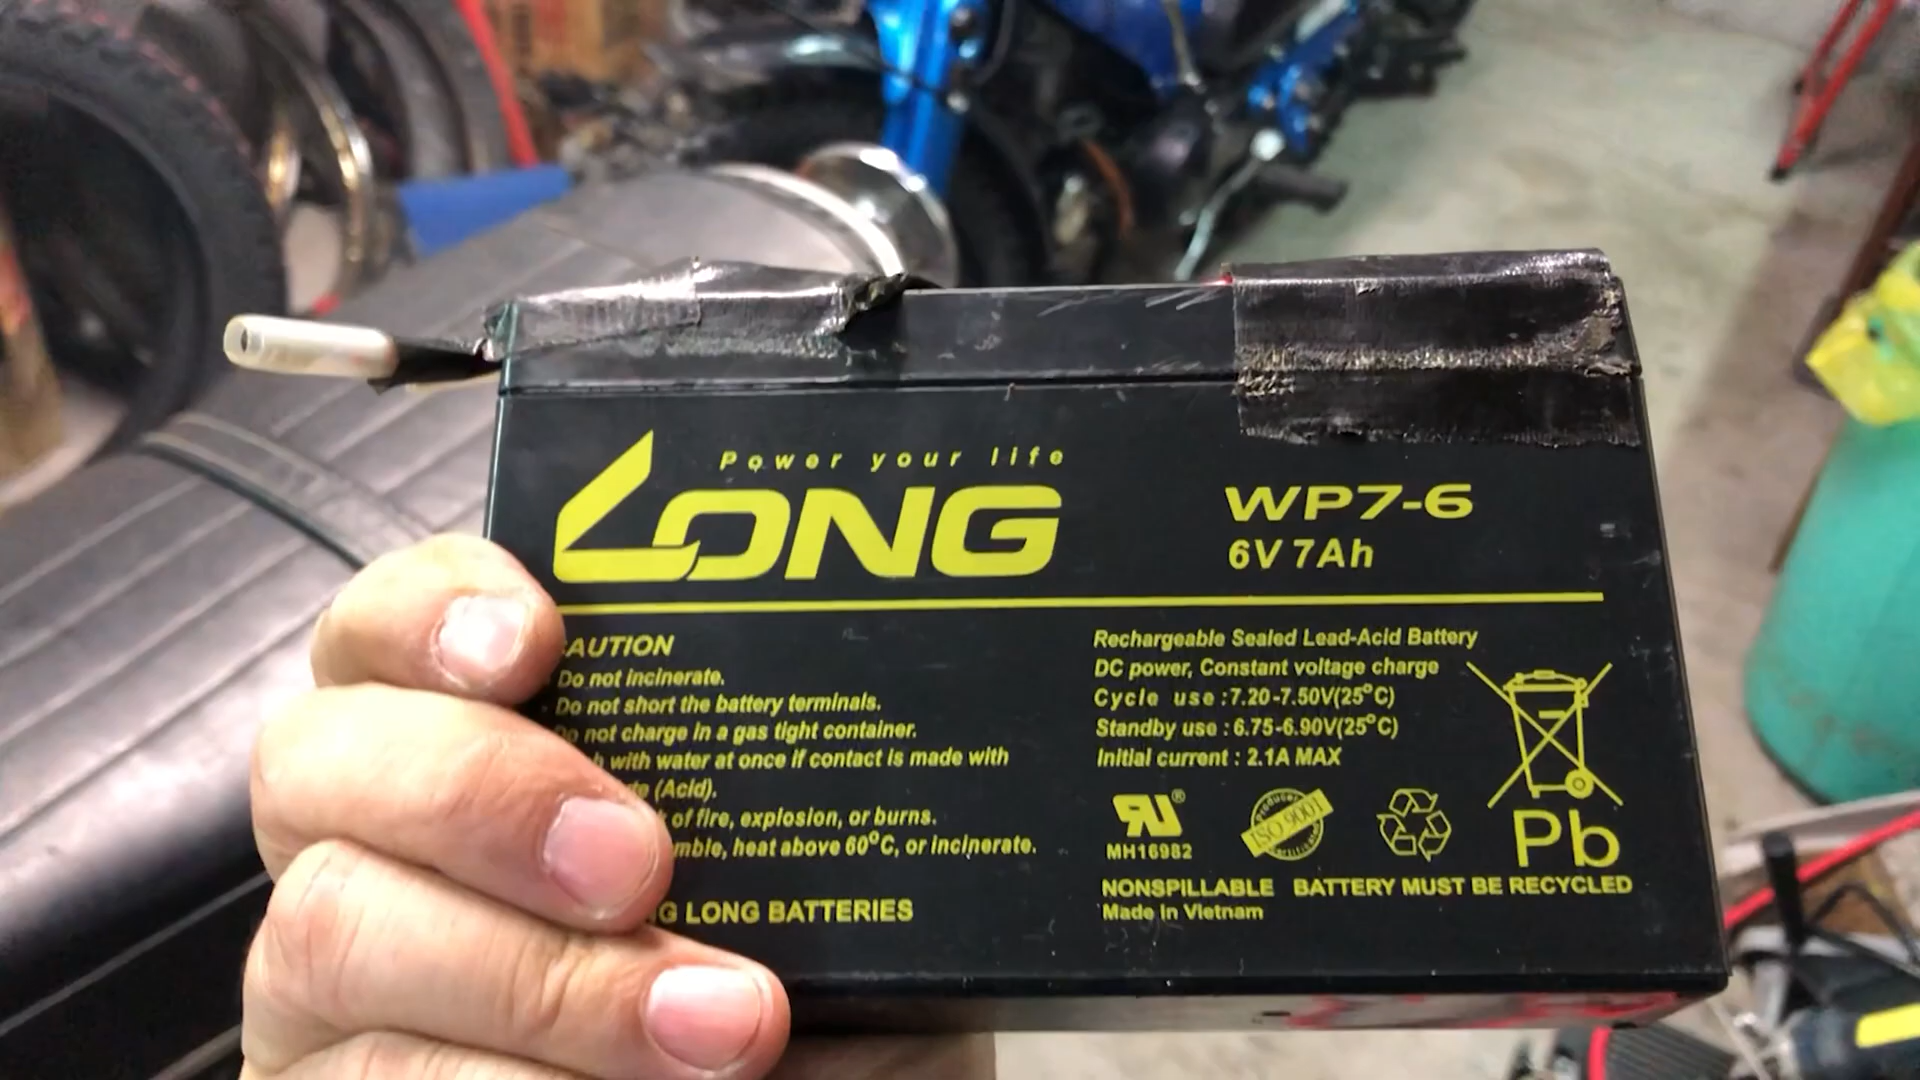 Power your life
LONG
WP7-6
6V 7Ah
AUTION
Do not incinerate.
· Do not short the battery terminals.
not charge in a gas tight container.
with water at once if contact is made with
(Acid).
of fire, explosion, or burns.
heat above 60°C, or incinerate.
LONG BATTERIES
Rechargeable Sealed Lead-Acid Battery
DC power, Constant voltage charge
Cycle use : 7.20-7.50V(25°C)
Standby use : 6.75-6.90V(25°C)
Initial current : 2.1A MAX
®
MH16982
Producer
ISO 9001
Pb
NONSPILLABLE BATTERY MUST BE RECYCLED
Made In Vietnam